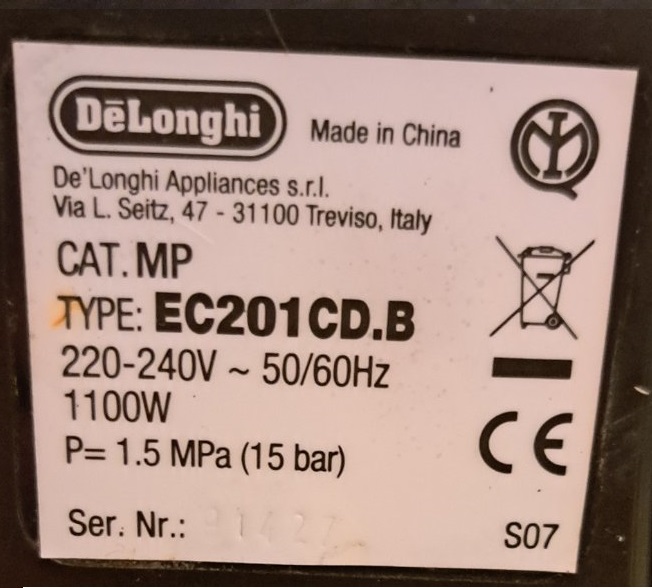 DēLonghi
Made in China
De'Longhi Appliances s.r.l.
Via L. Seitz, 47 - 31100 Treviso, Italy
CAT. MP
TYPE: EC201CD.B
220-240V ~ 50/60Hz
1100W
P= 1.5 MPa (15 bar)
CE
Ser. Nr.:
S07